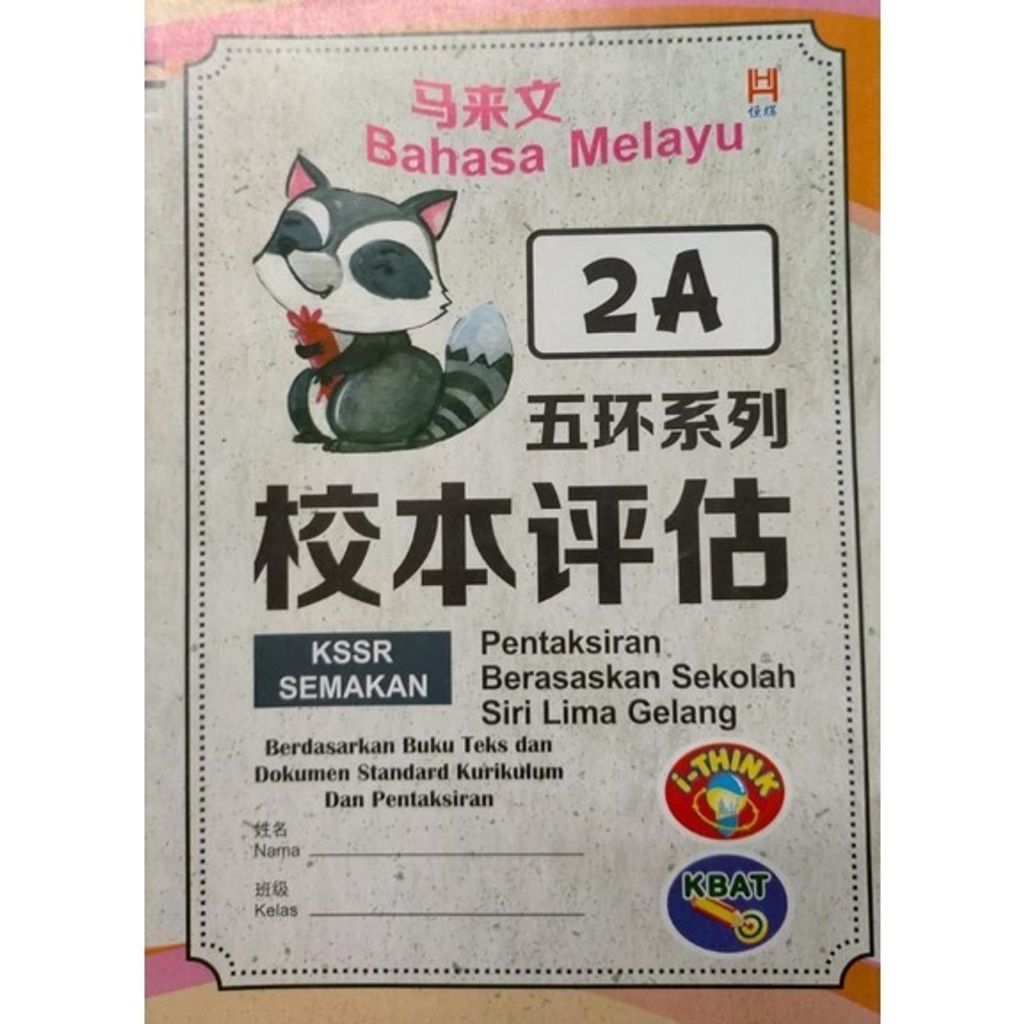 马来文
Bahasa Melayu
恒辉
2A
五环系列
校本评估
KSSR
SEMAKAN
Pentaksiran
Berasaskan Sekolah
Siri Lima Gelang
Berdasarkan Buku Teks dan
Dokumen Standard Kurikulum
Dan Pentaksiran
姓名
Nama
班级
Kelas
i-THINK
KBAT